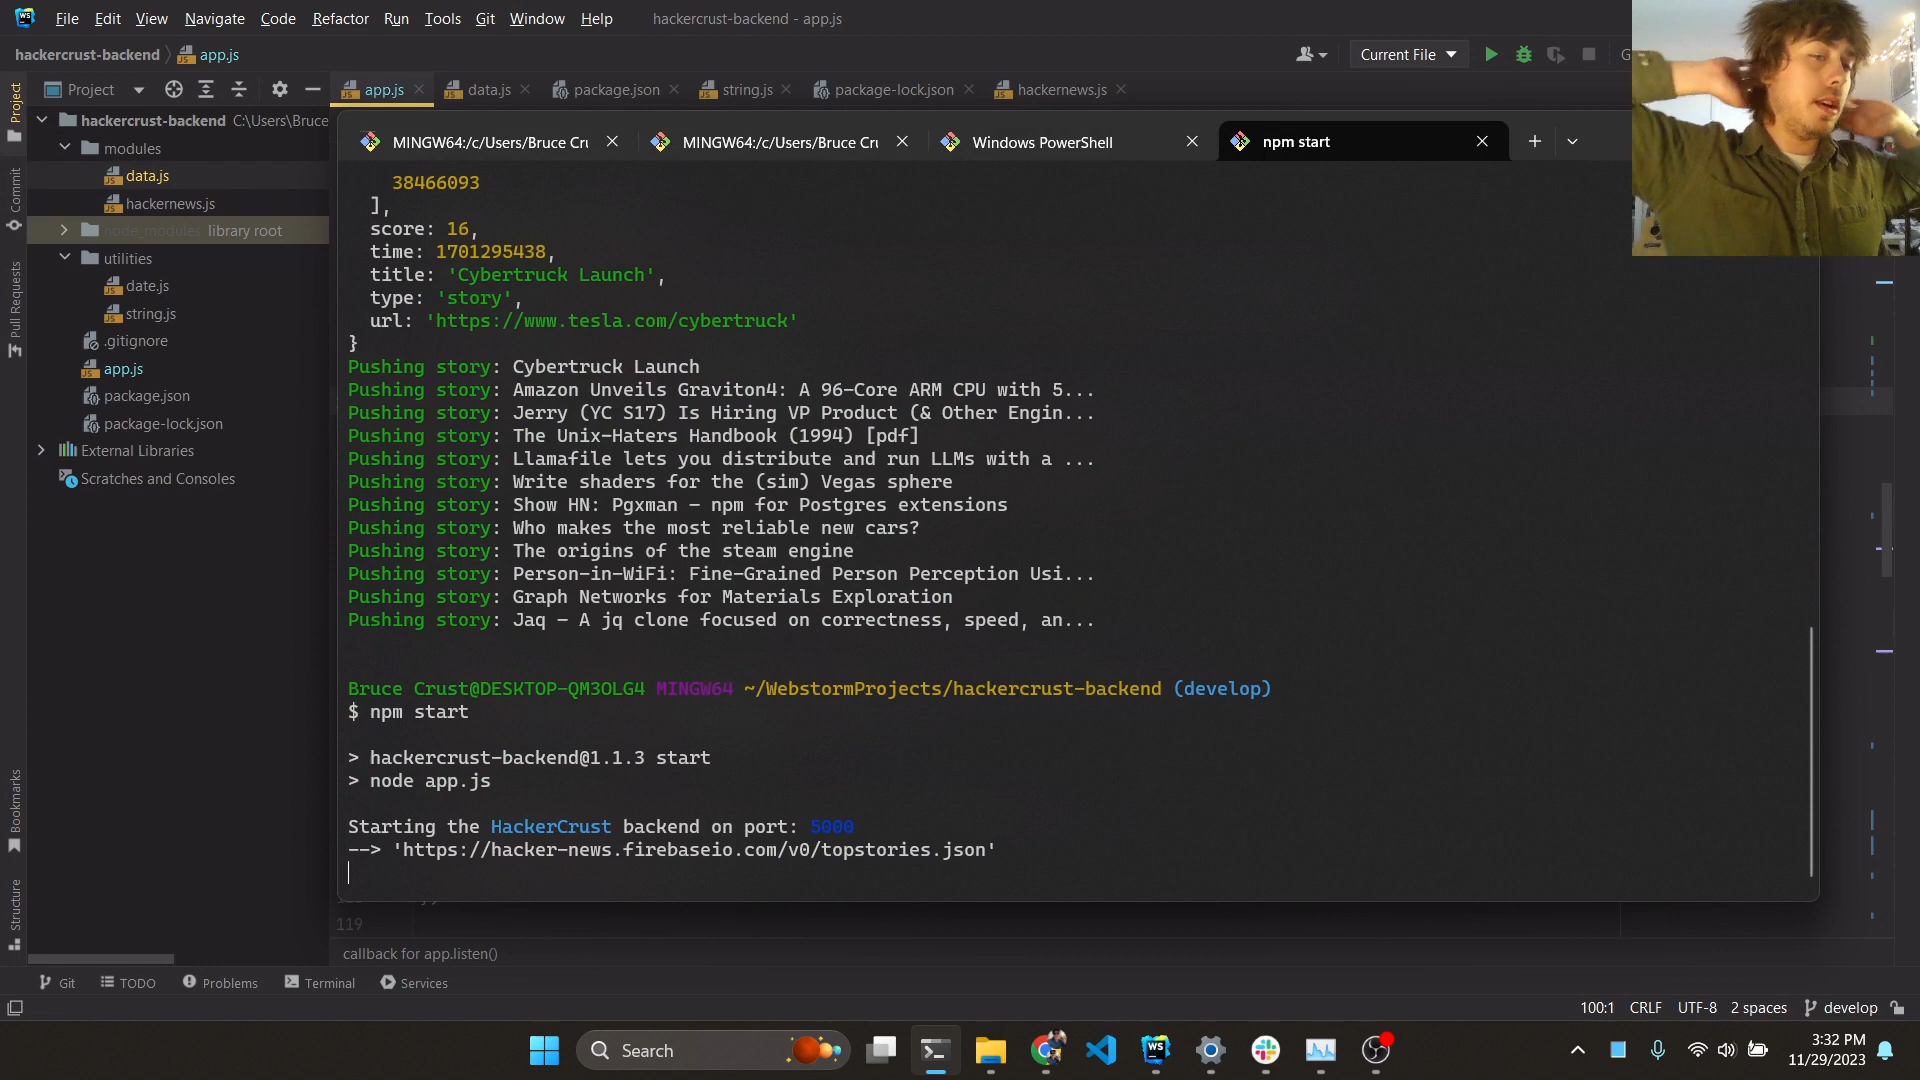 File Edit View Navigate Code Refactor Run Tools Git Window Help hackercrust-backend - app.js
hackercrust-backend app.js Current File
Project app.js data.js package.json string.js package-lock.json hackernews.js
Project
Commit
Pull Requests
Bookmarks
Structure
hackercrust-backend C:\Users\Bruce
modules
data.js
hackernews.js
node_modules library root
utilities
date.js
string.js
.gitignore
app.js
package.json
package-lock.json
External Libraries
Scratches and Consoles
MINGW64:/c/Users/Bruce Cru MINGW64:/c/Users/Bruce Cru Windows PowerShell npm start
38466093
],
score: 16,
time: 1701295438,
title: 'Cybertruck Launch',
type: 'story',
url: 'https://www.tesla.com/cybertruck'
}
Pushing story: Cybertruck Launch
Pushing story: Amazon Unveils Graviton4: A 96-Core ARM CPU with 5...
Pushing story: Jerry (YC S17) Is Hiring VP Product (& Other Engin...
Pushing story: The Unix-Haters Handbook (1994) [pdf]
Pushing story: Llamafile lets you distribute and run LLMs with a ...
Pushing story: Write shaders for the (sim) Vegas sphere
Pushing story: Show HN: Pgxman - npm for Postgres extensions
Pushing story: Who makes the most reliable new cars?
Pushing story: The origins of the steam engine
Pushing story: Person-in-WiFi: Fine-Grained Person Perception Usi...
Pushing story: Graph Networks for Materials Exploration
Pushing story: Jaq - A jq clone focused on correctness, speed, an...
Bruce Crust@DESKTOP-QM3OLG4 MINGW64 ~/WebstormProjects/hackercrust-backend (develop)
$ npm start
> hackercrust-backend@1.1.3 start
> node app.js
Starting the HackerCrust backend on port: 5000
--> 'https://hacker-news.firebaseio.com/v0/topstories.json'
119
callback for app.listen()
Git TODO Problems Terminal Services
100:1 CRLF UTF-8 2 spaces develop
Search
3:32 PM
11/29/2023